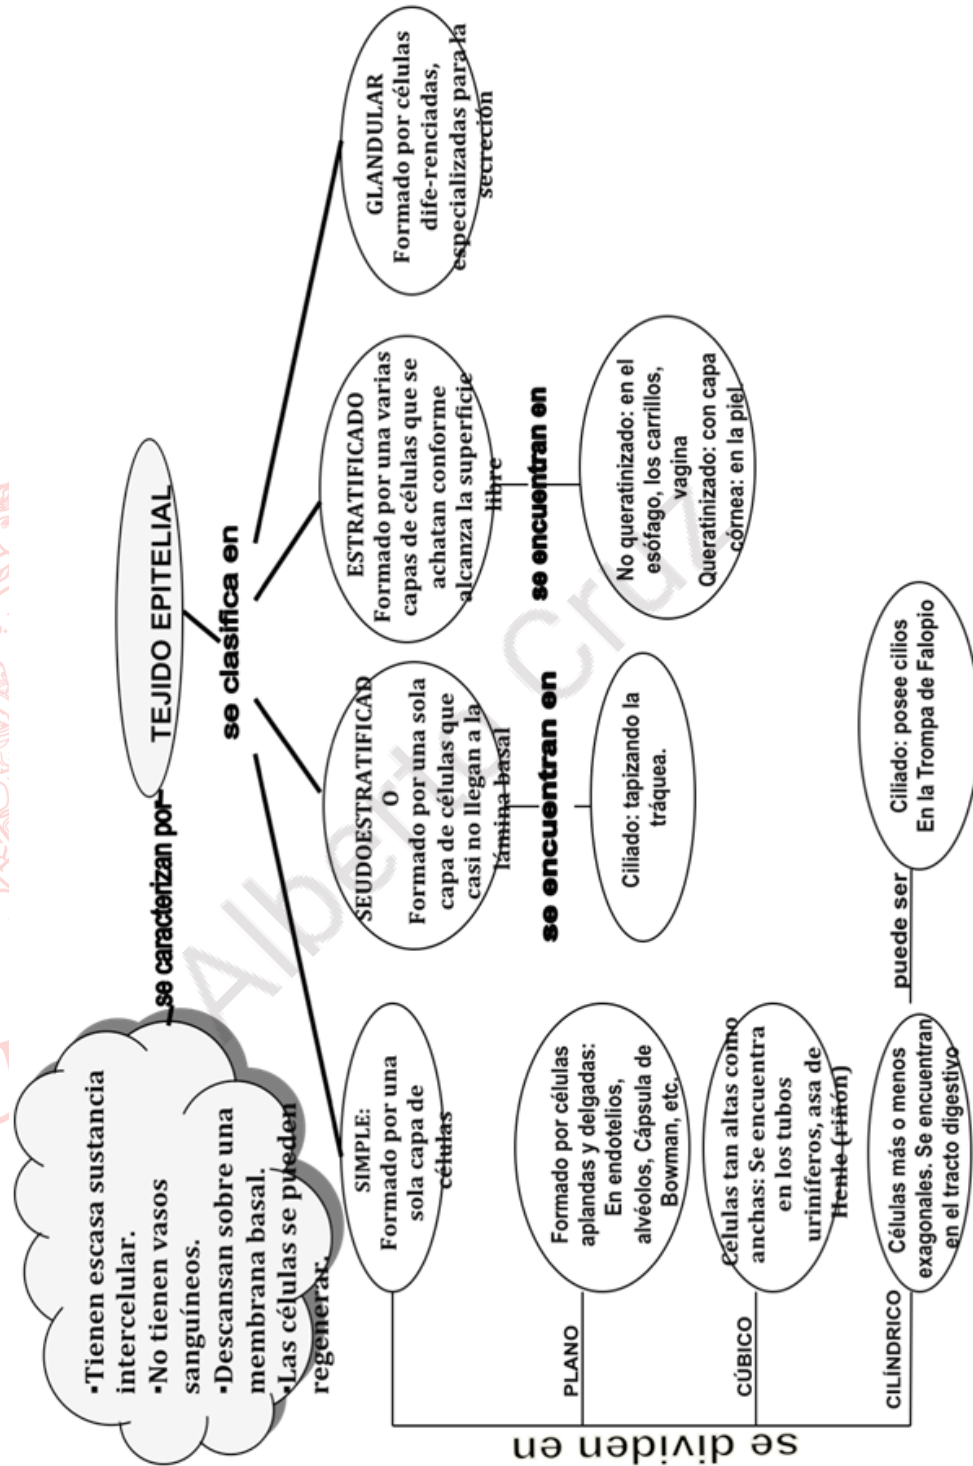 TEJIDO EPITELIAL
se caracterizan por
▪Tienen escasa sustancia
intercelular.
▪No tienen vasos
sanguíneos.
▪Descansan sobre una
membrana basal.
▪Las células se pueden
regenerar.
se clasifica en
SIMPLE:
Formado por una
sola capa de
células
SEUDOESTRATIFICAD
O
Formado por una sola
capa de células que
casi no llegan a la
lámina basal
ESTRATIFICADO
Formado por una varias
capas de células que se
achatan conforme
alcanza la superficie
libre
GLANDULAR
Formado por células
dife-renciadas,
especializadas para la
secreción
se encuentran en
Ciliado: tapizando la
tráquea.
se encuentran en
No queratinizado: en el
esófago, los carrillos,
vagina
Queratinizado: con capa
córnea: en la piel.
se dividen en
PLANO
Formado por células
aplandas y delgadas:
En endotelios,
alvéolos, Cápsula de
Bowman, etc.
CÚBICO
Células tan altas como
anchas: Se encuentra
en los tubos
uriníferos, asa de
Henle (riñón)
CILÍNDRICO
Células más o menos
exagonales. Se encuentran
en el tracto digestivo
puede ser
Ciliado: posee cilios
En la Trompa de Falopio
Alberto Cruz